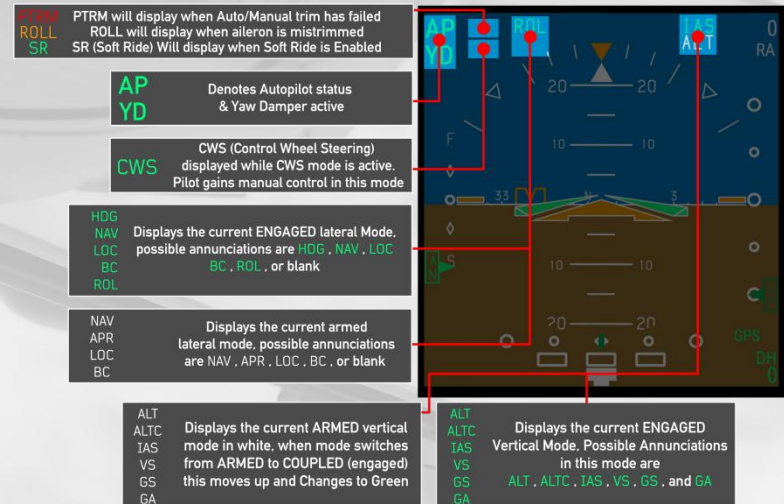 PTRM
ROLL
SR
PTRM will display when Auto/Manual trim has failed
ROLL will display when aileron is mistrimmed
SR (Soft Ride) Will display when Soft Ride is Enabled
AP
YD
Denotes Autopilot status
& Yaw Damper active
CWS
CWS (Control Wheel Steering)
displayed while CWS mode is active.
Pilot gains manual control in this mode
HDG
NAV
LOC
BC
ROL
Displays the current ENGAGED lateral Mode,
possible annunciations are HDG , NAV , LOC
BC , ROL , or blank
NAV
APR
LOC
BC
Displays the current armed
lateral mode, possible annunciations
are NAV , APR , LOC , BC , or blank
ALT
ALTC
IAS
VS
GS
GA
Displays the current ARMED vertical
mode in white, when mode switches
from ARMED to COUPLED (engaged)
this moves up and Changes to Green
ALT
ALTC
IAS
VS
GS
GA
Displays the current ENGAGED
Vertical Mode, Possible Annunciations
in this mode are
ALT , ALTC , IAS , VS , GS , and GA
AP
YD
ROL
IAS
ALT
0
RA
20 20
10 10
F
33 N 3
S
10 10
20 20
GPS
DH
0